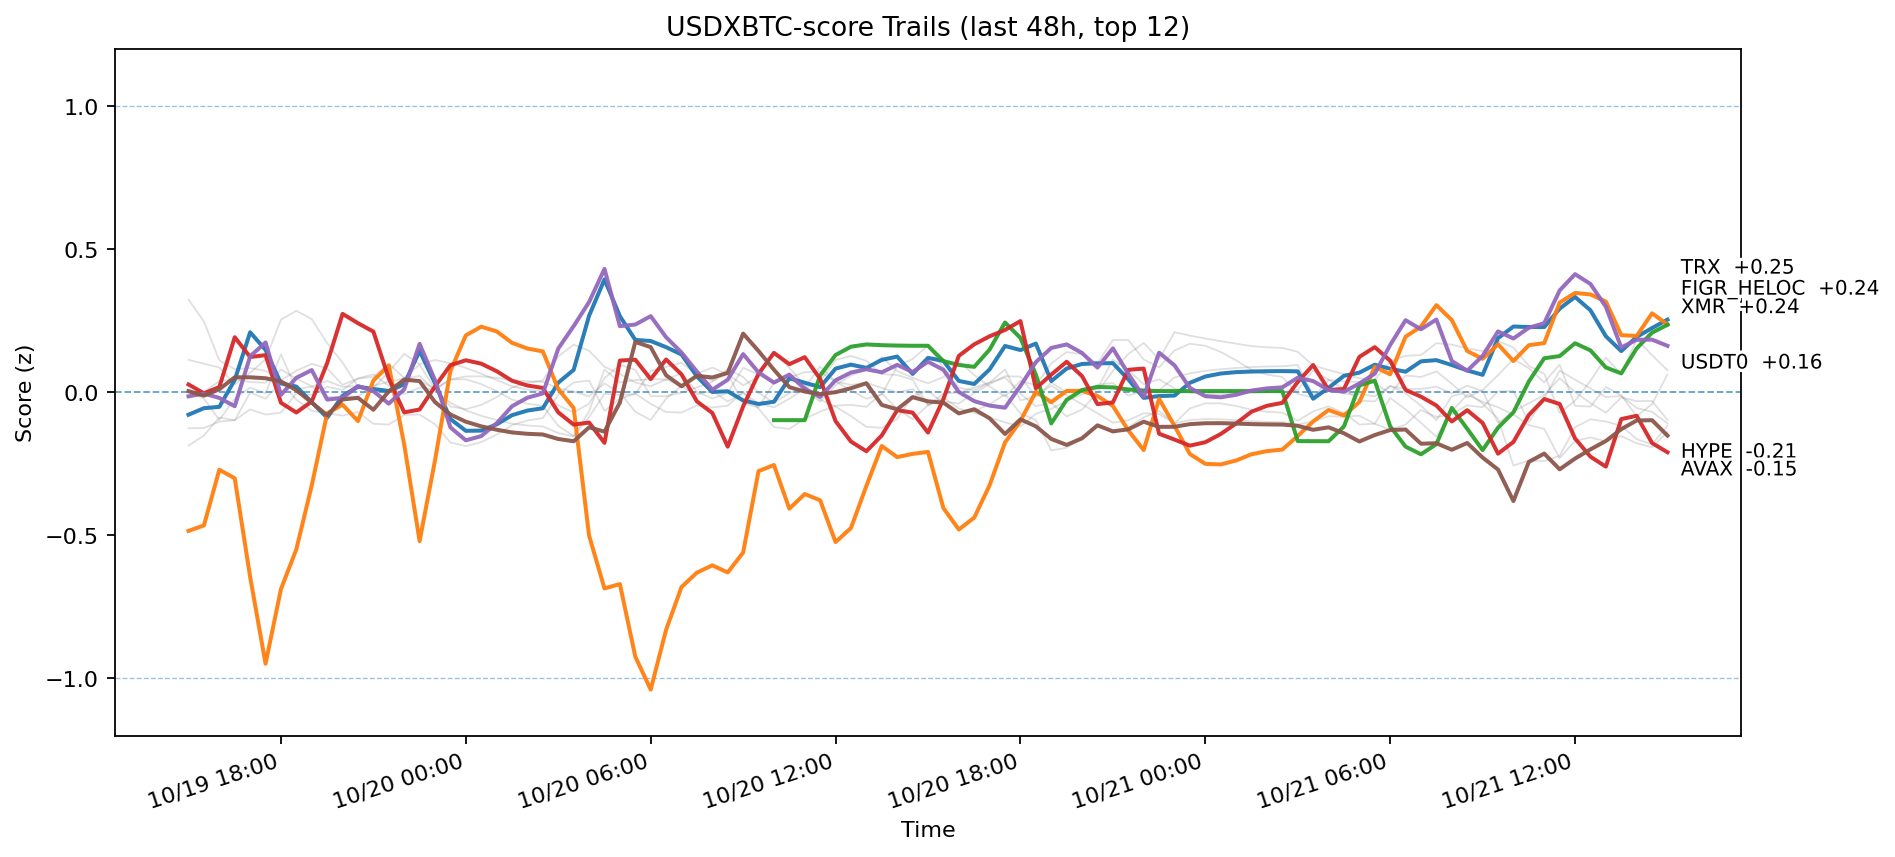 USDXBTC-score Trails (last 48h, top 12)
Score (z)
1.0
0.5
0.0
−0.5
−1.0
TRX +0.25
FIGR_HELOC +0.24
XMR +0.24
USDT0 +0.16
HYPE -0.21
AVAX -0.15
10/19 18:00
10/20 00:00
10/20 06:00
10/20 12:00
10/20 18:00
10/21 00:00
10/21 06:00
10/21 12:00
Time